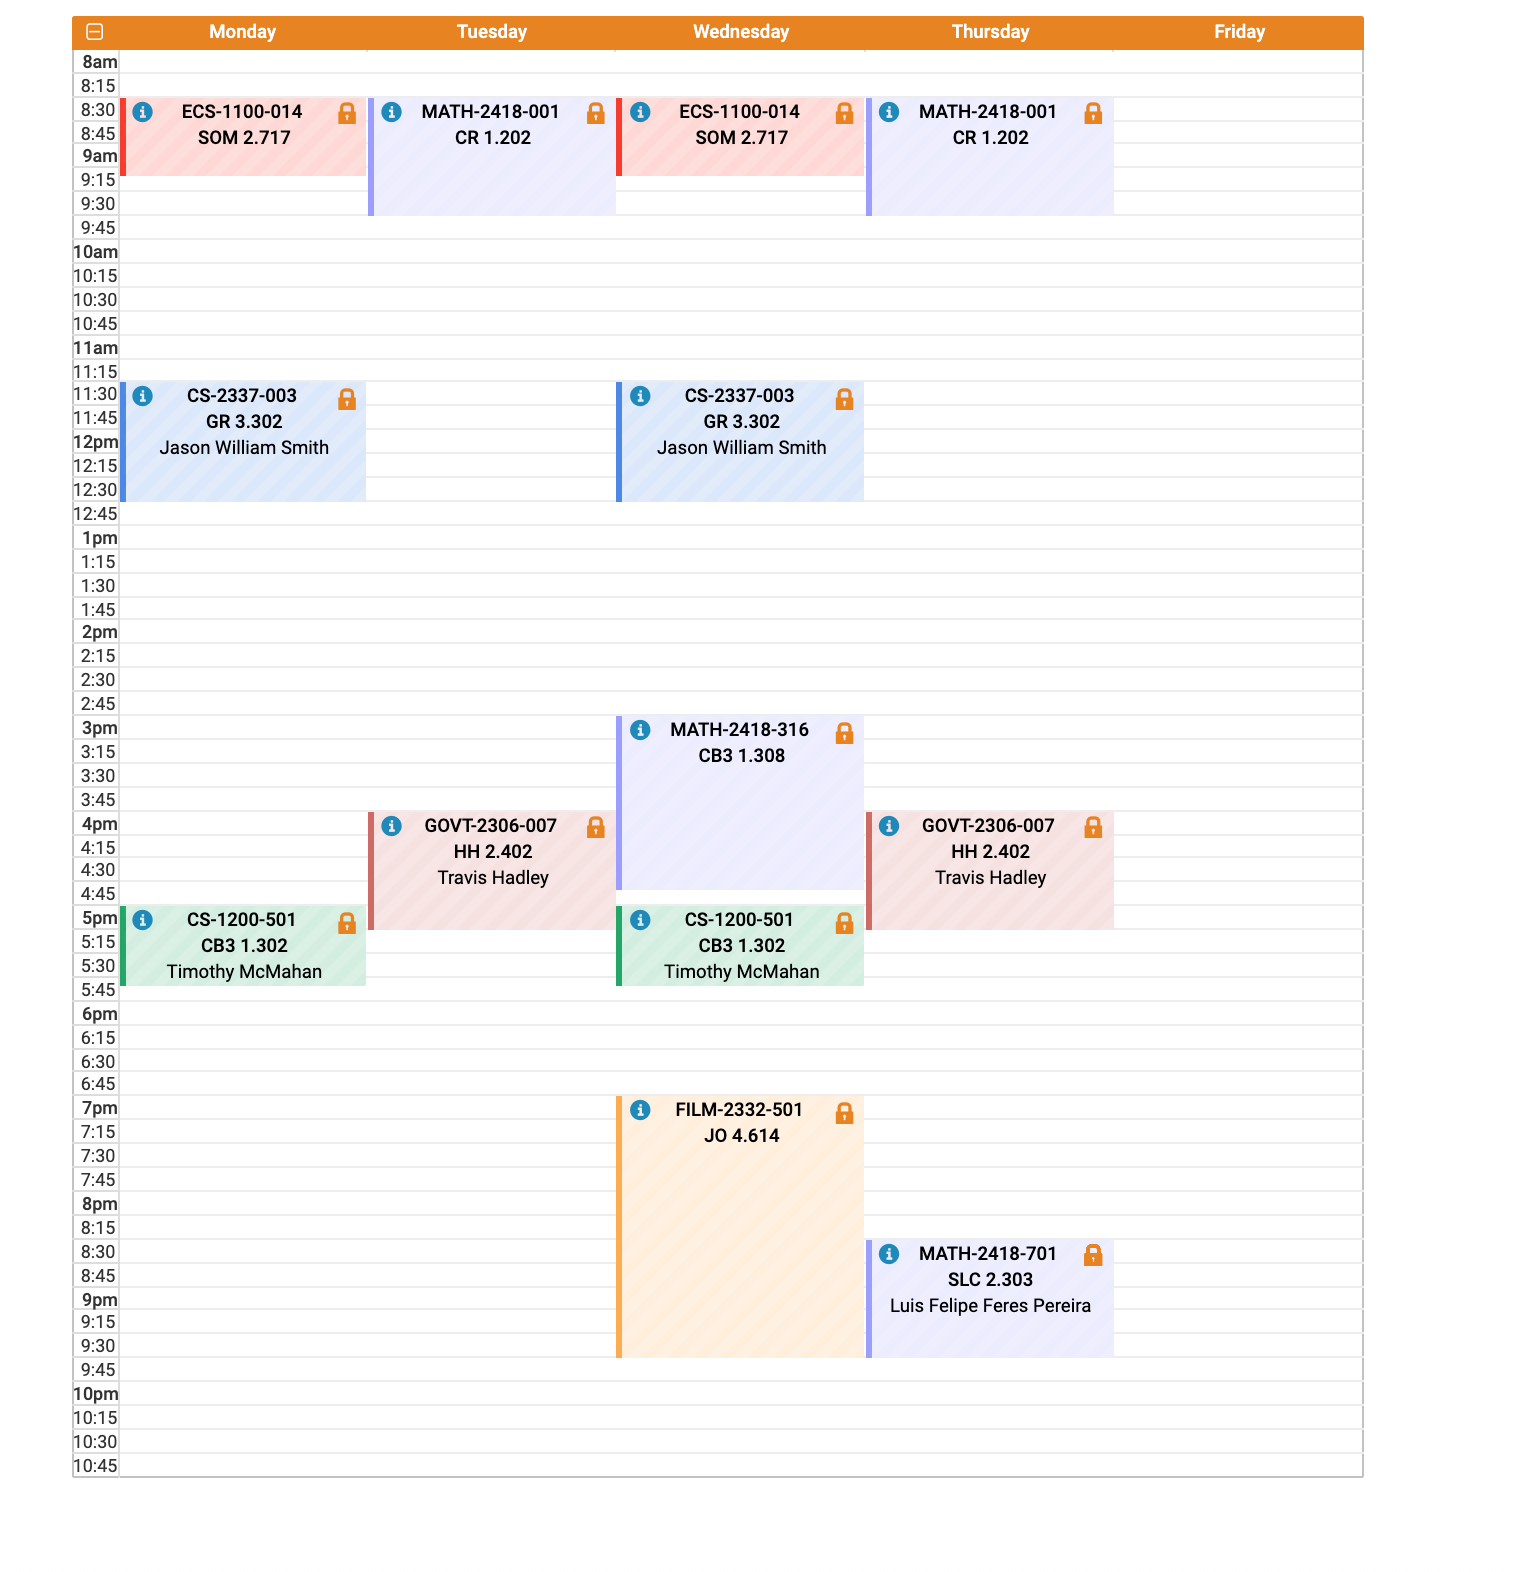 Monday Tuesday Wednesday Thursday Friday
8am
8:15
8:30 ECS-1100-014 MATH-2418-001 ECS-1100-014 MATH-2418-001
8:45 SOM 2.717 CR 1.202 SOM 2.717 CR 1.202
9am
9:15
9:30
9:45
10am
10:15
10:30
10:45
11am
11:15
11:30 CS-2337-003 CS-2337-003
11:45 GR 3.302 GR 3.302
12pm Jason William Smith Jason William Smith
12:15
12:30
12:45
1pm
1:15
1:30
1:45
2pm
2:15
2:30
2:45
3pm MATH-2418-316
3:15 CB3 1.308
3:30
3:45
4pm GOVT-2306-007 GOVT-2306-007
4:15 HH 2.402 HH 2.402
4:30 Travis Hadley Travis Hadley
4:45
5pm CS-1200-501 CS-1200-501
5:15 CB3 1.302 CB3 1.302
5:30 Timothy McMahan Timothy McMahan
5:45
6pm
6:15
6:30
6:45
7pm FILM-2332-501
7:15 JO 4.614
7:30
7:45
8pm
8:15
8:30 MATH-2418-701
8:45 SLC 2.303
9pm Luis Felipe Feres Pereira
9:15
9:30
9:45
10pm
10:15
10:30
10:45